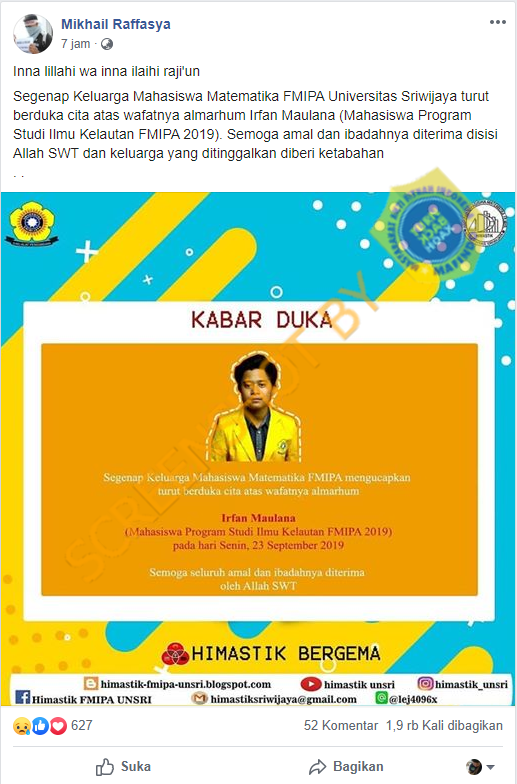 Mikhail Raffasya
7 jam ·
Inna lillahi wa inna ilaihi raji'un
Segenap Keluarga Mahasiswa Matematika FMIPA Universitas Sriwijaya turut
berduka cita atas wafatnya almarhum Irfan Maulana (Mahasiswa Program
Studi Ilmu Kelautan FMIPA 2019). Semoga amal dan ibadahnya diterima disisi
Allah SWT dan keluarga yang ditinggalkan diberi ketabahan
. .
KABAR DUKA
Segenap Keluarga Mahasiswa Matematika FMIPA mengucapkan
turut berduka cita atas wafatnya almarhum
Irfan Maulana
(Mahasiswa Program Studi Ilmu Kelautan FMIPA 2019)
pada hari Senin, 23 September 2019
Semoga seluruh amal dan ibadahnya diterima
oleh Allah SWT
SCREENSHOT BY
HIMASTIK BERGEMA
himastik-fmipa-unsri.blogspot.com
himastik unsri
himastik_unsri
Himastik FMIPA UNSRI
himastiksriwijaya@gmail.com
@lej4096x
627
52 Komentar 1,9 rb Kali dibagikan
Suka
Bagikan